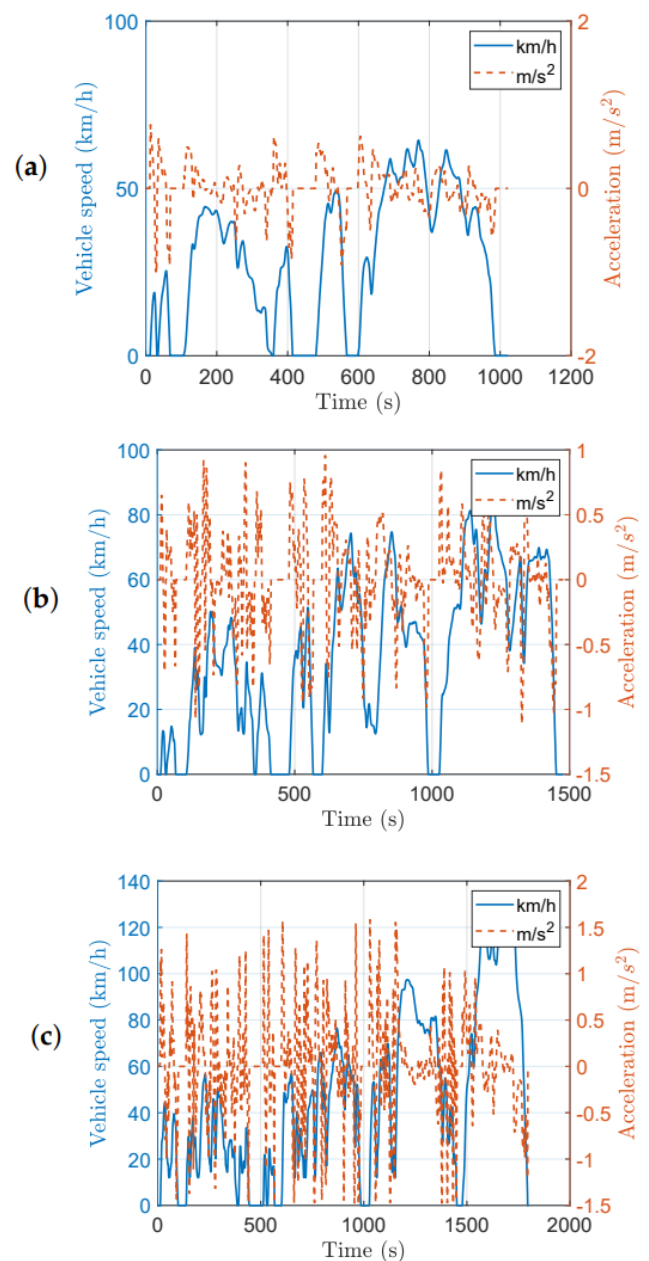 (a)
Vehicle speed (km/h)
100
50
0
km/h
m/s²
2
0
-2
Acceleration (m/s²)
0 200 400 600 800 1000 1200
Time (s)
(b)
Vehicle speed (km/h)
100
80
60
40
20
0
km/h
m/s²
1
0.5
0
-0.5
-1
-1.5
Acceleration (m/s²)
0 500 1000 1500
Time (s)
(c)
Vehicle speed (km/h)
140
120
100
80
60
40
20
0
km/h
m/s²
2
1.5
1
0.5
0
-0.5
-1
-1.5
Acceleration (m/s²)
0 500 1000 1500 2000
Time (s)